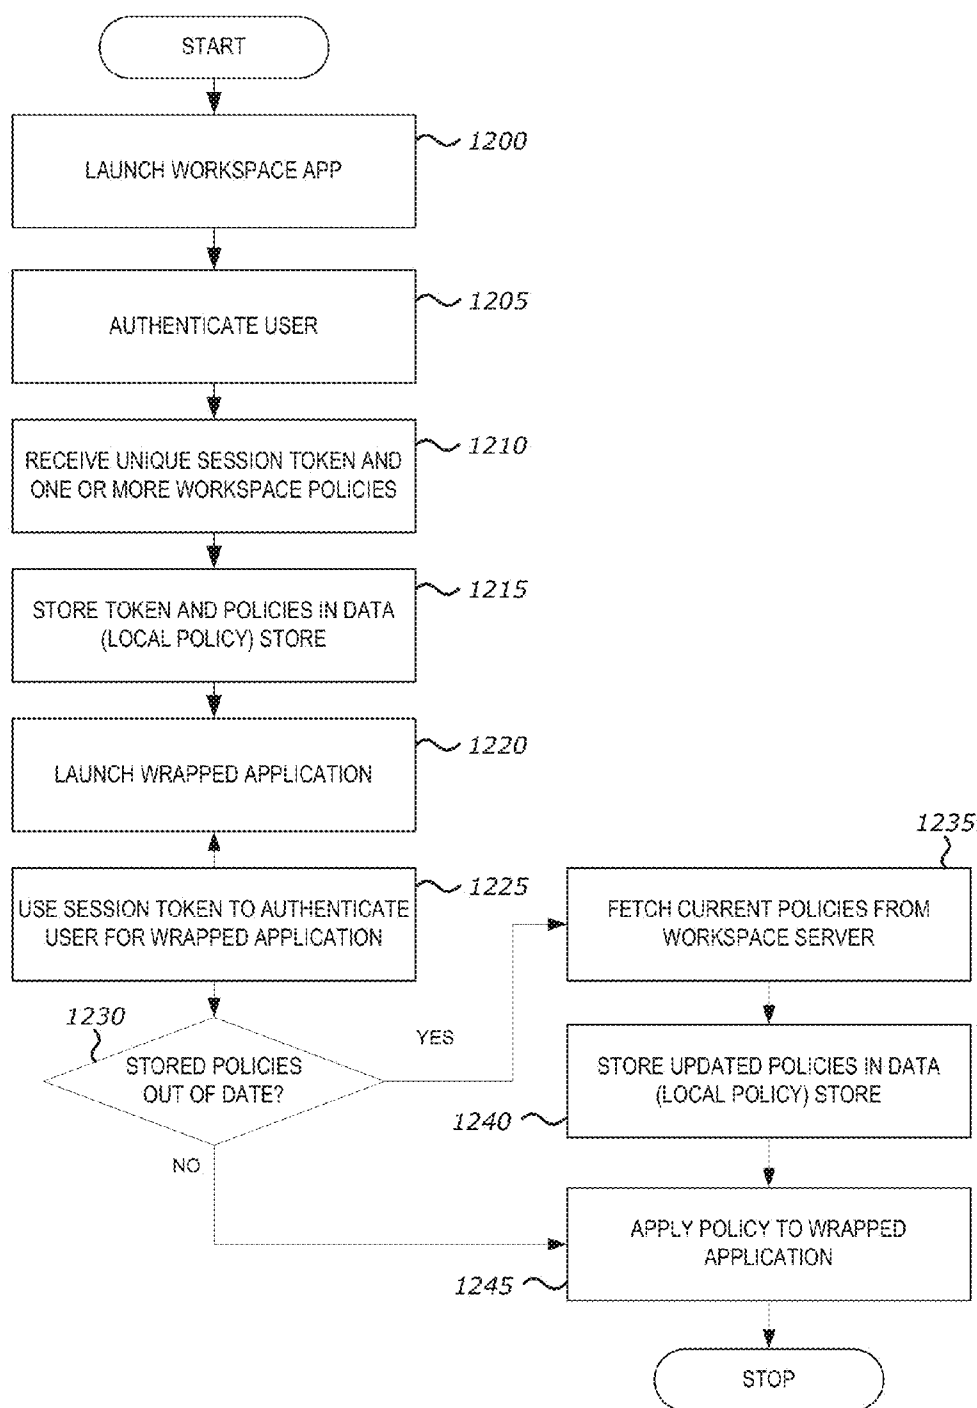 START
LAUNCH WORKSPACE APP
1200
AUTHENTICATE USER
1205
RECEIVE UNIQUE SESSION TOKEN AND
ONE OR MORE WORKSPACE POLICIES
1210
STORE TOKEN AND POLICIES IN DATA
(LOCAL POLICY) STORE
1215
LAUNCH WRAPPED APPLICATION
1220
USE SESSION TOKEN TO AUTHENTICATE
USER FOR WRAPPED APPLICATION
1225
1230
STORED POLICIES
OUT OF DATE?
YES
NO
1235
FETCH CURRENT POLICIES FROM
WORKSPACE SERVER
STORE UPDATED POLICIES IN DATA
(LOCAL POLICY) STORE
1240
APPLY POLICY TO WRAPPED
APPLICATION
1245
STOP